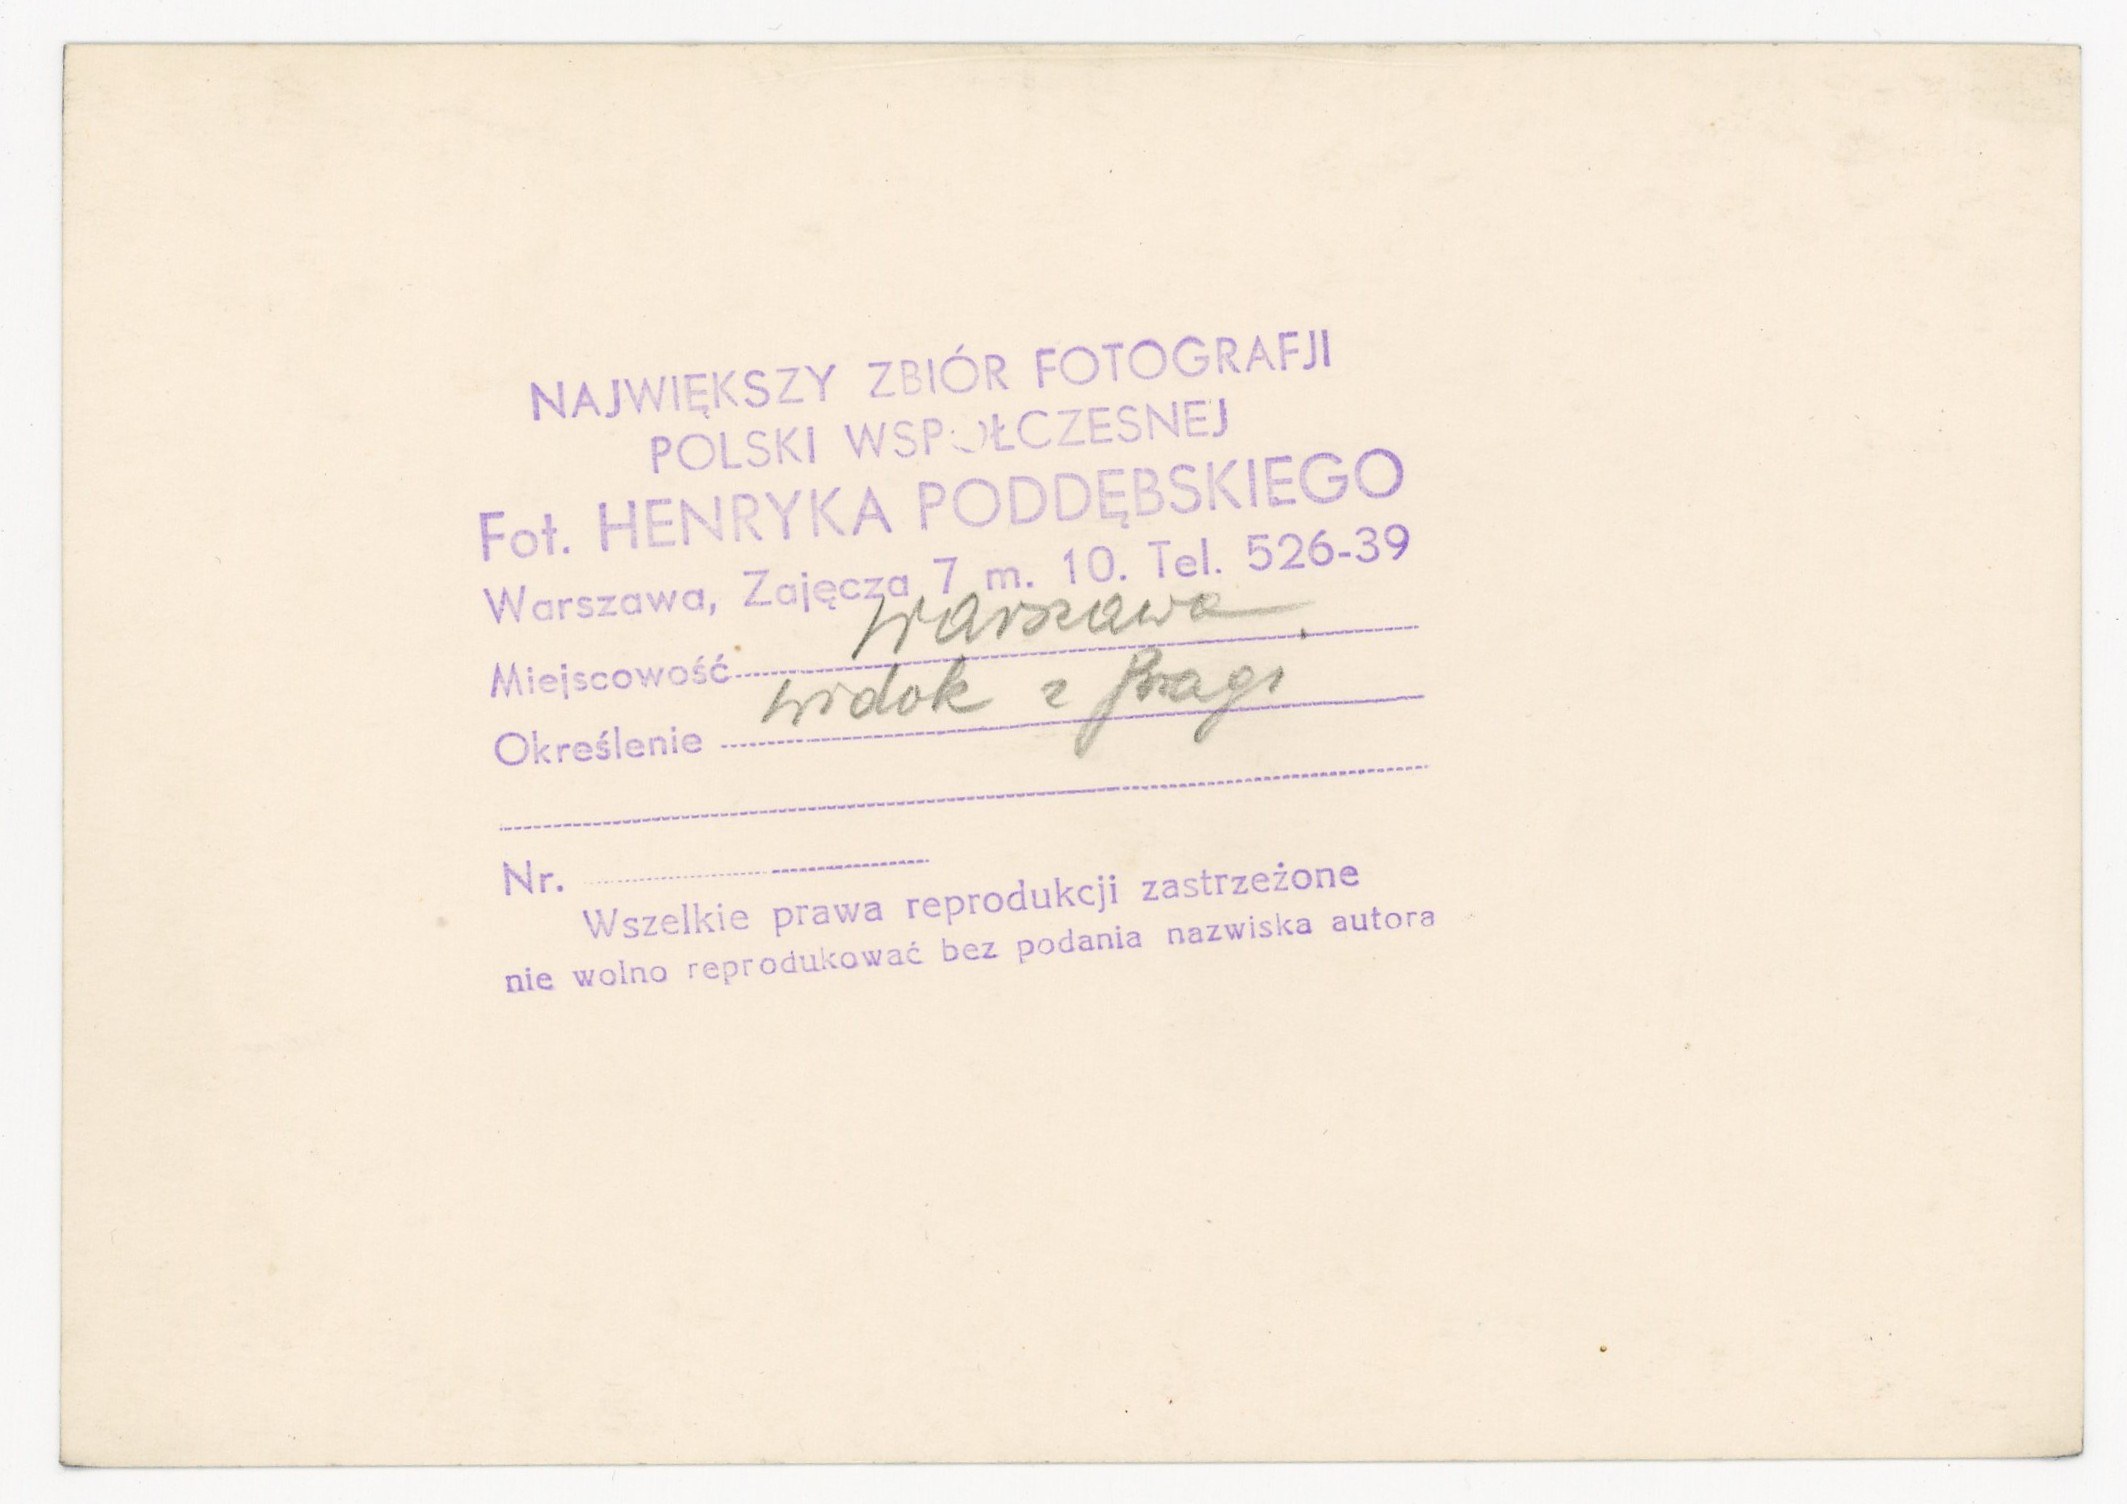 NAJWIĘKSZY ZBIÓR FOTOGRAFJI
POLSKI WSPÓŁCZESNEJ
Fot. HENRYKA PODDĘBSKIEGO
Warszawa, Zajęcza 7 m. 10. Tel. 526-39
Miejscowość Warszawa
Określenie widok z Pragi
Nr.
Wszelkie prawa reprodukcji zastrzeżone
nie wolno reprodukować bez podania nazwiska autora